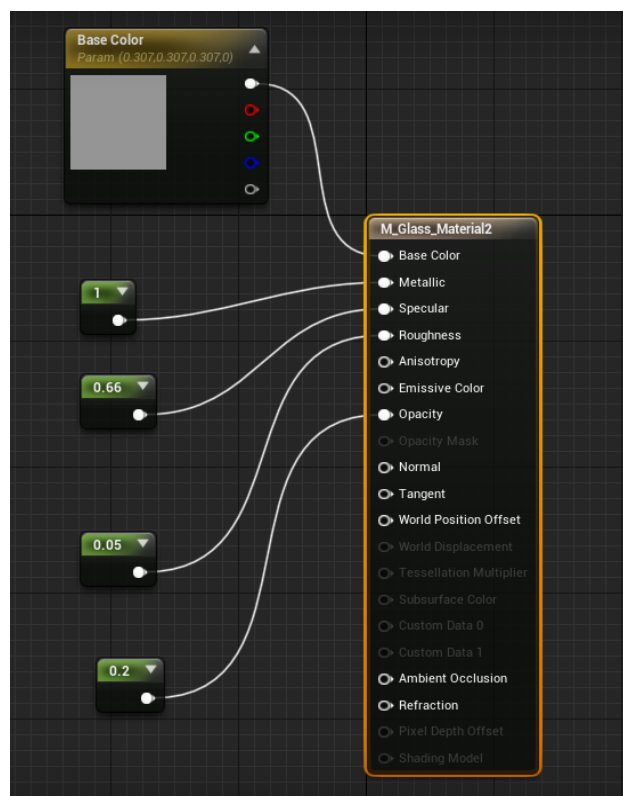 Base Color
Param (0.307,0.307,0.307,0)
M_Glass_Material2
Base Color
1
Metallic
Specular
Roughness
Anisotropy
0.66
Emissive Color
Opacity
Opacity Mask
Normal
Tangent
World Position Offset
0.05
World Displacement
Tessellation Multiplier
Subsurface Color
Custom Data 0
Custom Data 1
0.2
Ambient Occlusion
Refraction
Pixel Depth Offset
Shading Model